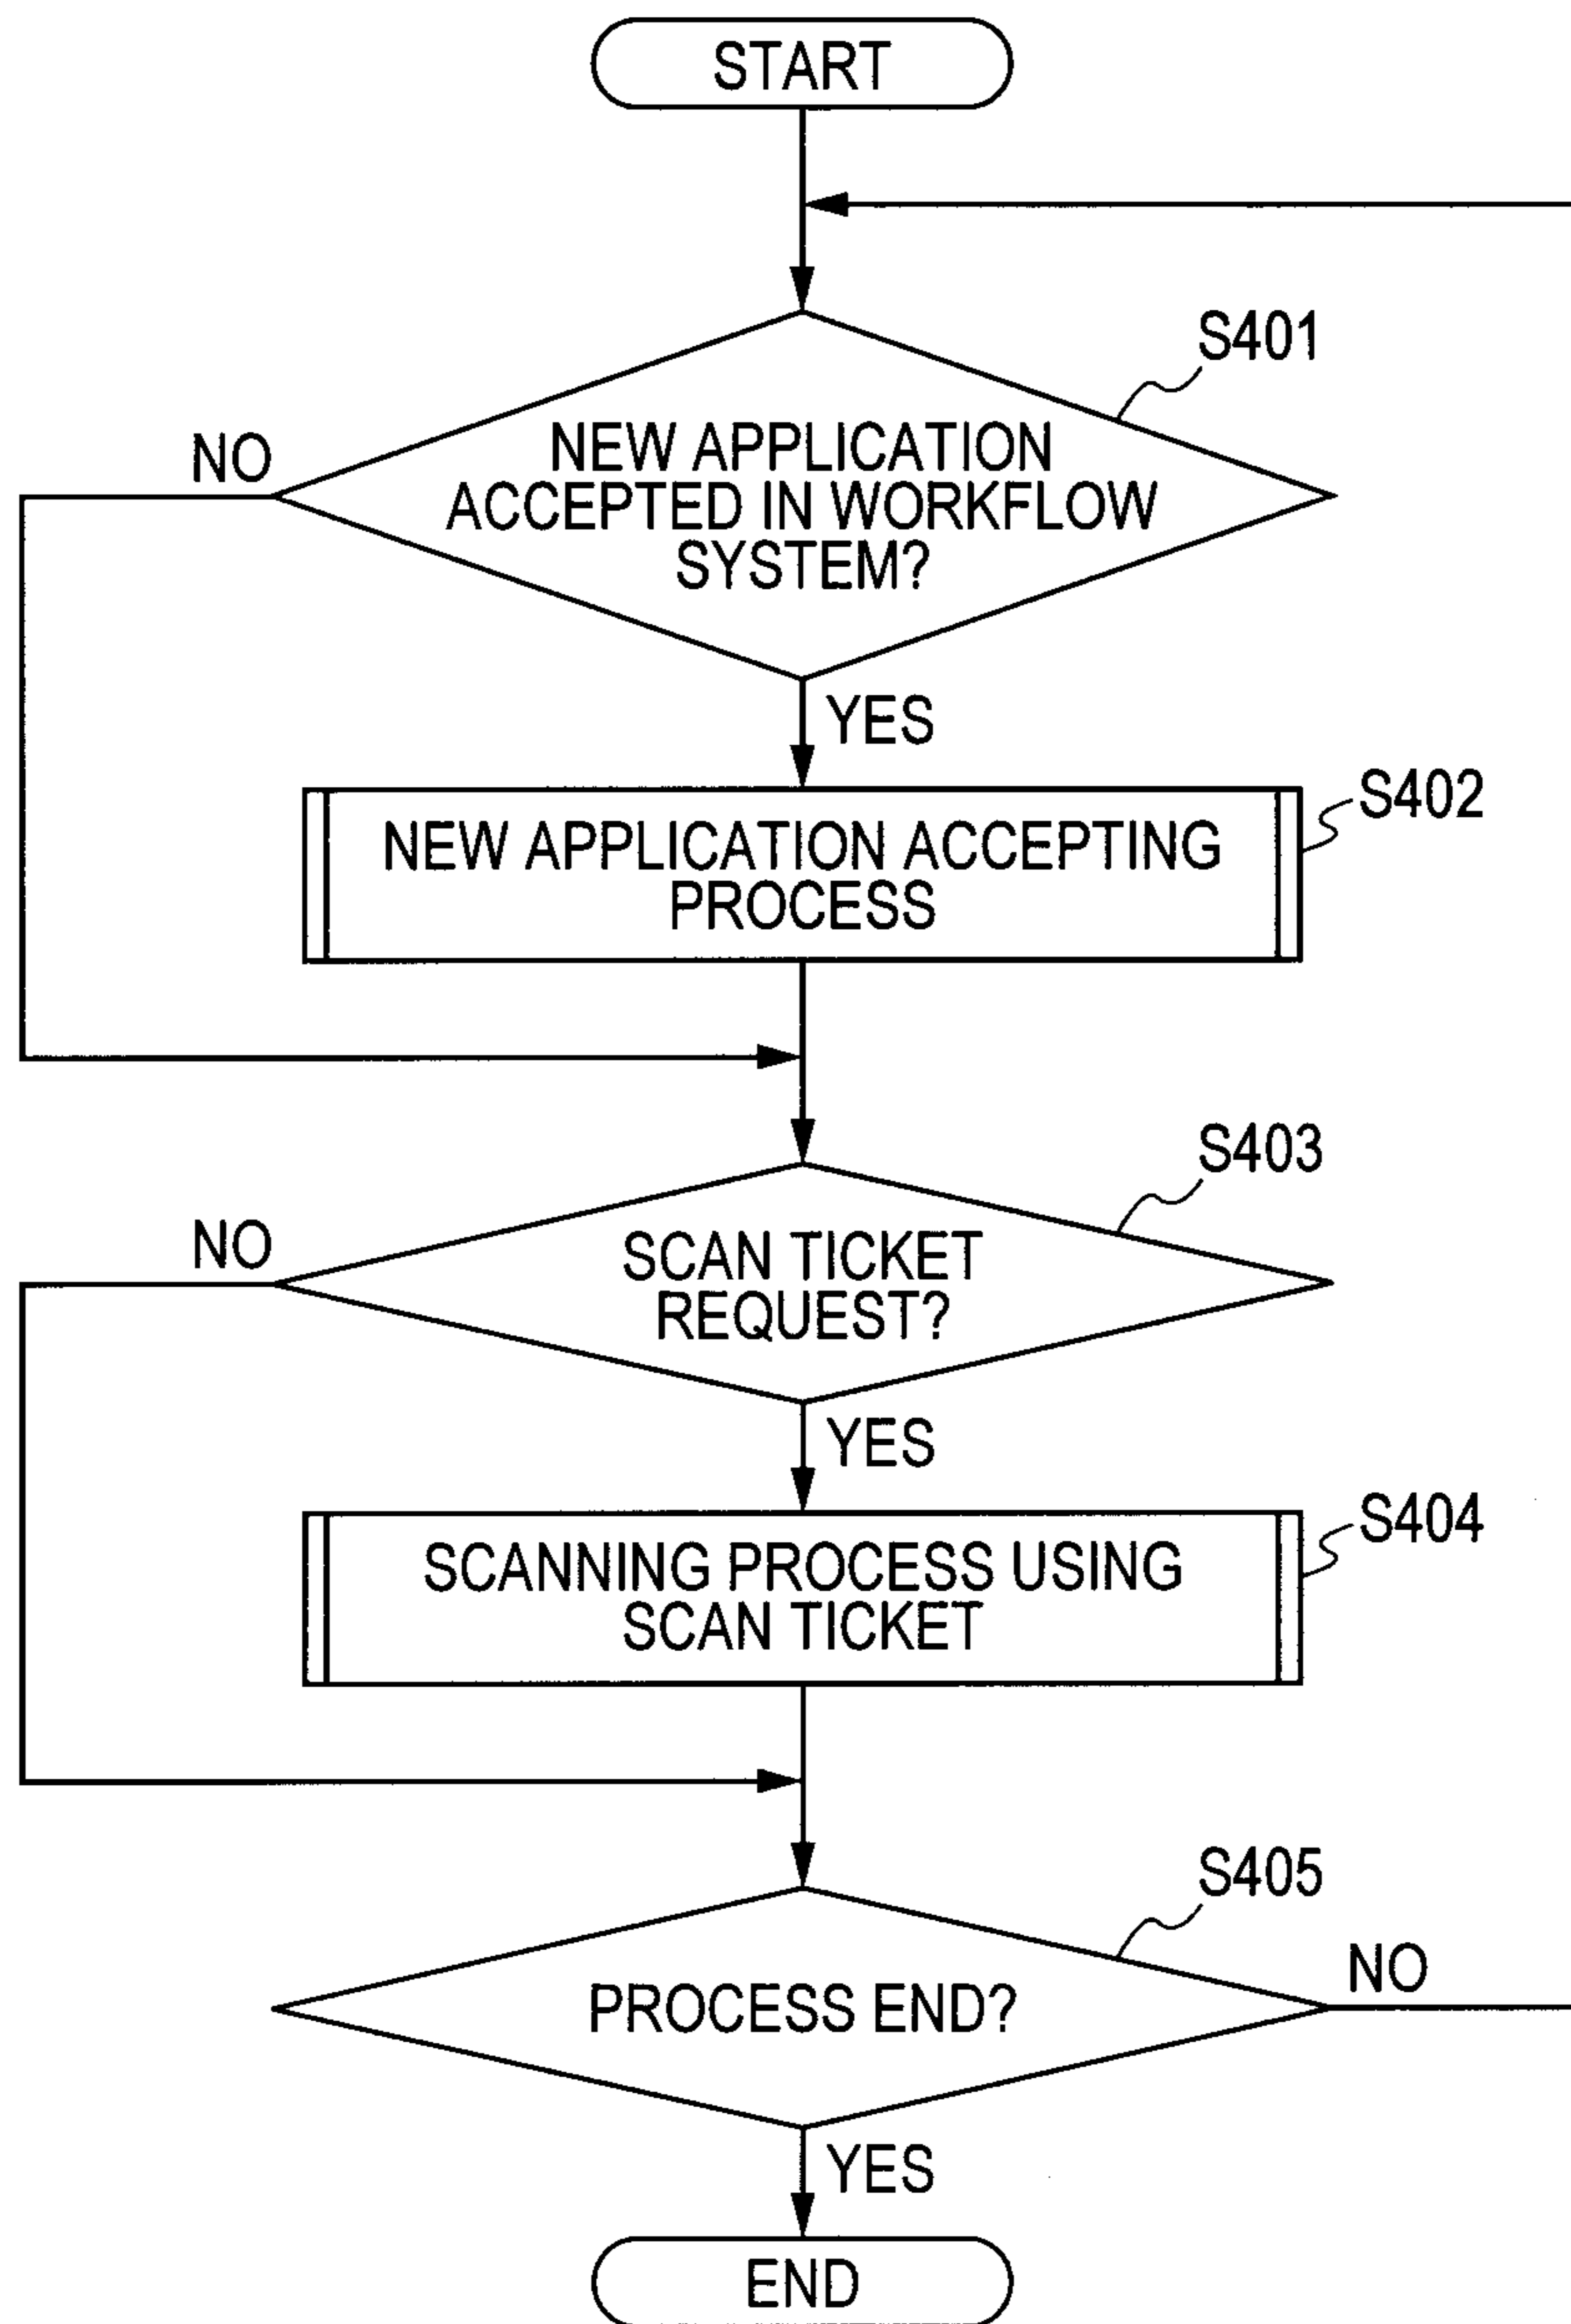 START
S401
NO
NEW APPLICATION
ACCEPTED IN WORKFLOW
SYSTEM?
YES
S402
NEW APPLICATION ACCEPTING
PROCESS
S403
NO
SCAN TICKET
REQUEST?
YES
S404
SCANNING PROCESS USING
SCAN TICKET
S405
NO
PROCESS END?
YES
END